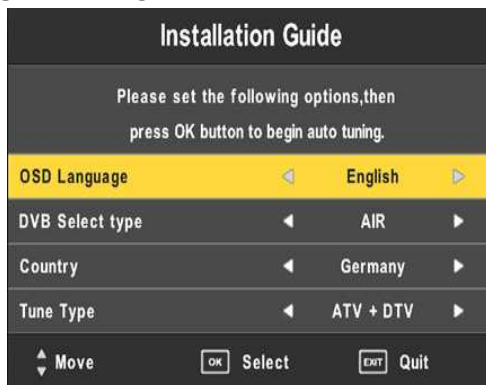 Installation Guide
Please set the following options,then
press OK button to begin auto tuning.
OSD Language English
DVB Select type AIR
Country Germany
Tune Type ATV + DTV
Move OK Select EXIT Quit